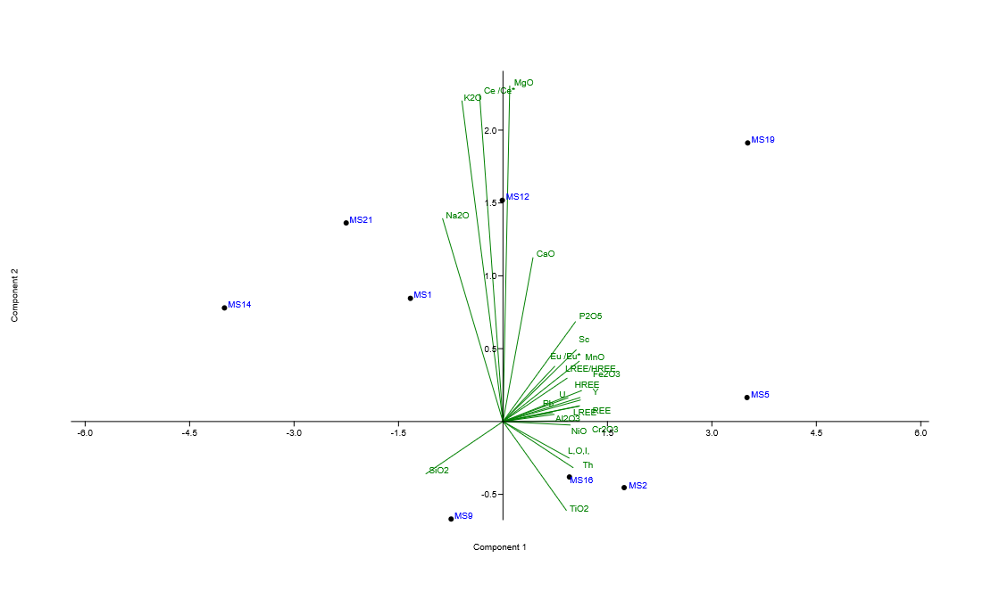 MgO
Ce /Ce*
K2O
2.0
MS19
MS12
1.5
Na2O
MS21
CaO
1.0
MS1
MS14
P2O5
Sc
0.5
Eu /Eu*
MnO
LREE/HREE
Fe2O3
HREE
Y
U
MS5
Pb
LREE
REE
Al2O3
-6.0
-4.5
-3.0
-1.5
NiO
Cr2O3
1.5
3.0
4.5
6.0
L,O,I,
Th
SiO2
MS16
MS2
-0.5
TiO2
MS9
Component 1
Component 2